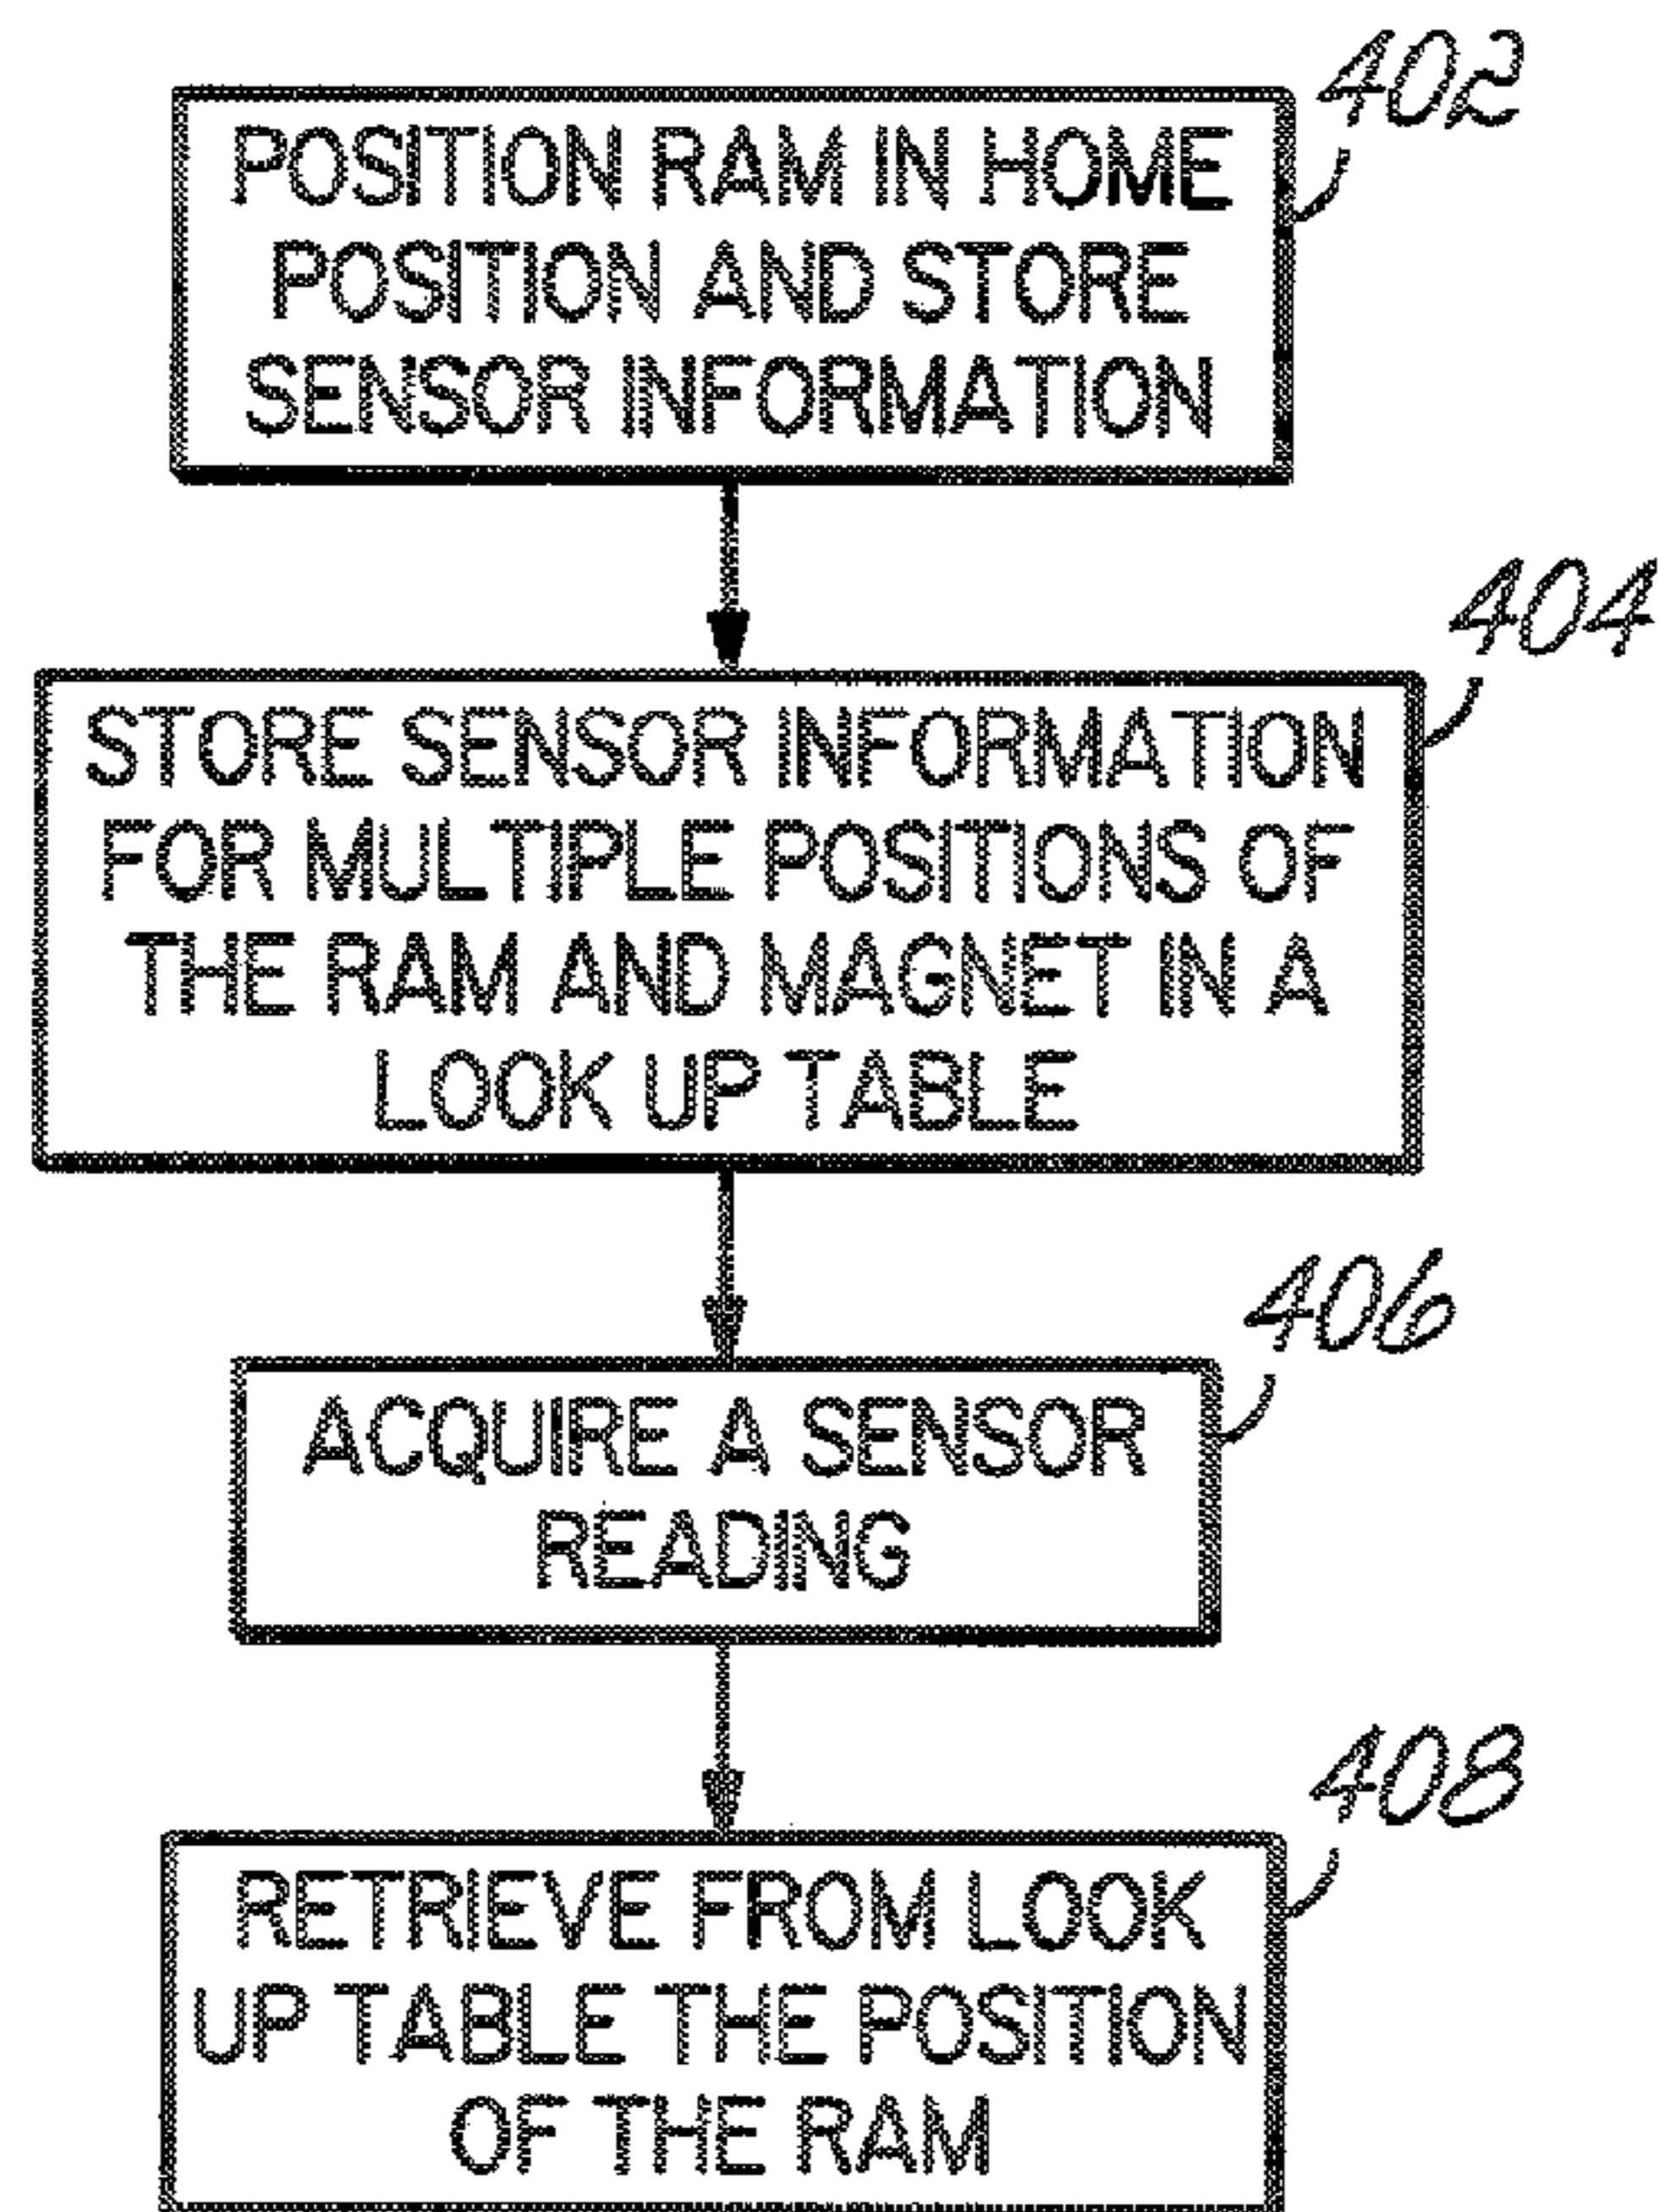 402
POSITION RAM IN HOME
POSITION AND STORE
SENSOR INFORMATION
404
STORE SENSOR INFORMATION
FOR MULTIPLE POSITIONS OF
THE RAM AND MAGNET IN A
LOOK UP TABLE
406
ACQUIRE A SENSOR
READING
408
RETRIEVE FROM LOOK
UP TABLE THE POSITION
OF THE RAM